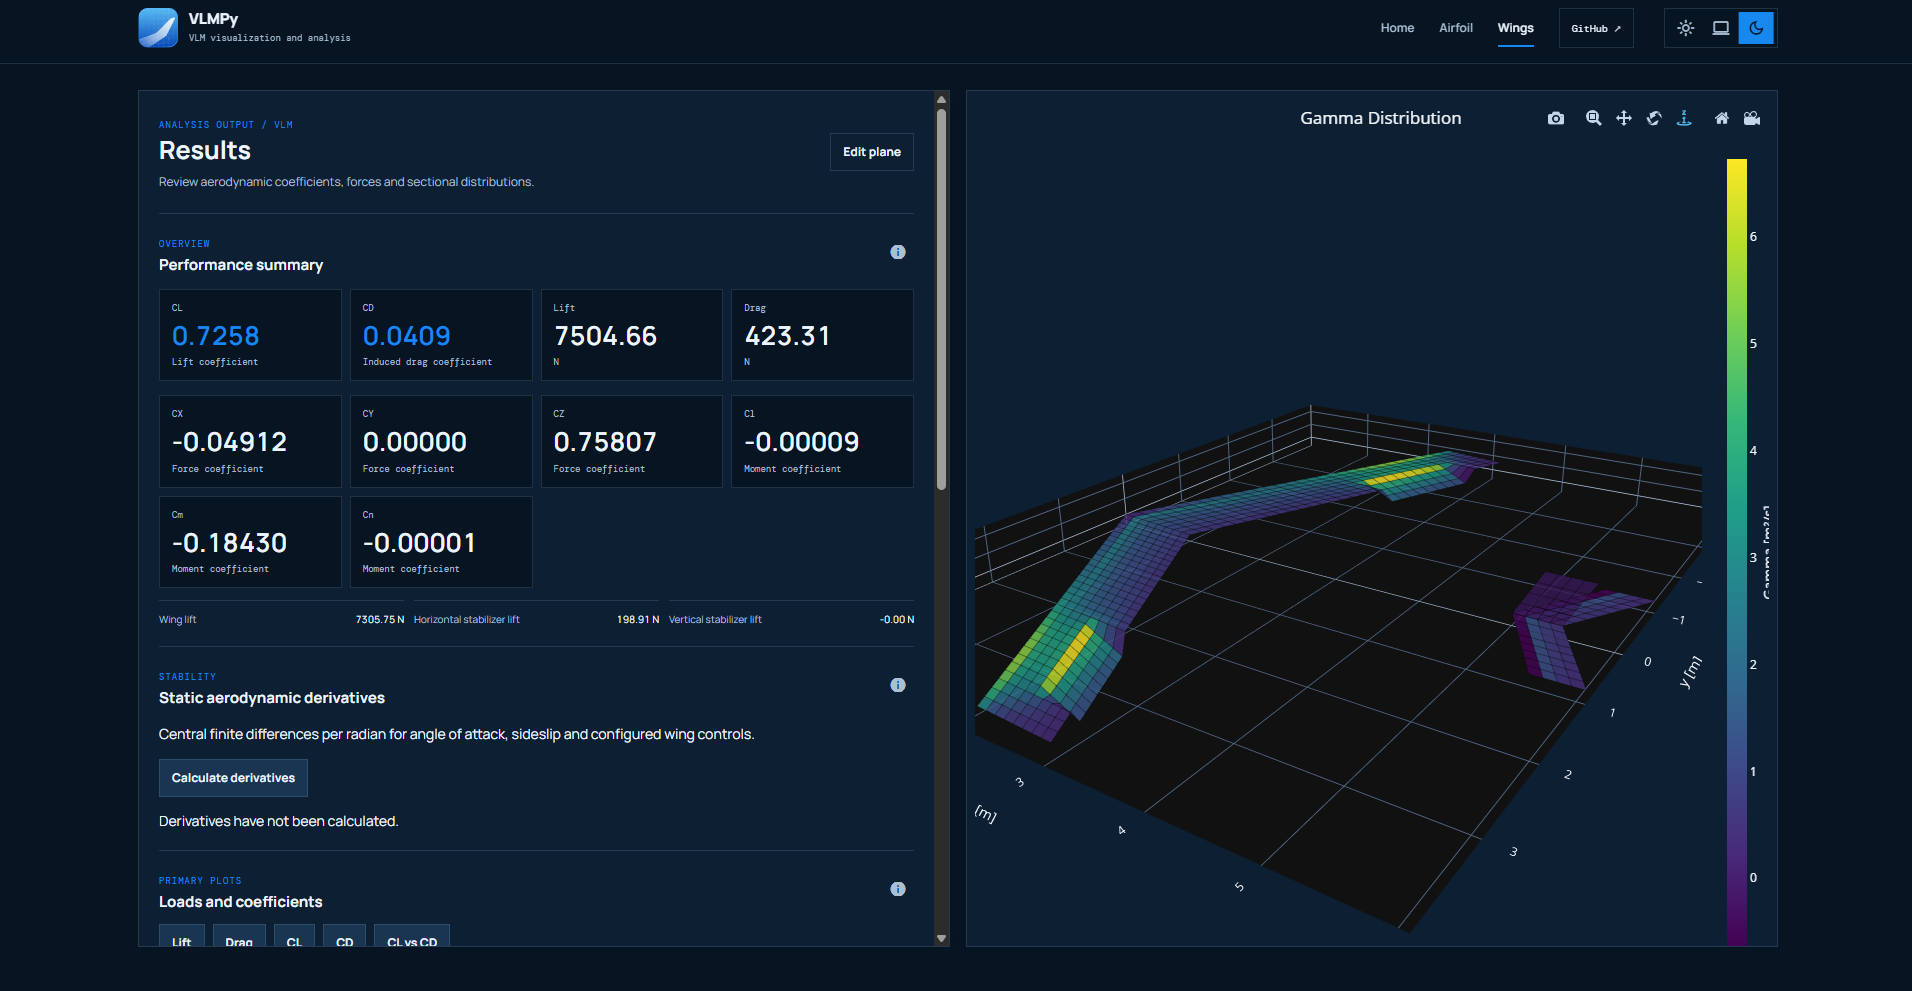 VLMPy
VLM visualization and analysis
Home
Airfoil
Wings
GitHub ↗
ANALYSIS OUTPUT / VLM
Results
Review aerodynamic coefficients, forces and sectional distributions.
Edit plane
OVERVIEW
Performance summary
CL
0.7258
Lift coefficient
CD
0.0409
Induced drag coefficient
Lift
7504.66
N
Drag
423.31
N
CX
-0.04912
Force coefficient
CY
0.00000
Force coefficient
CZ
0.75807
Force coefficient
Cl
-0.00009
Moment coefficient
Cm
-0.18430
Moment coefficient
Cn
-0.00001
Moment coefficient
Wing lift 7305.75 N
Horizontal stabilizer lift 198.91 N
Vertical stabilizer lift -0.00 N
STABILITY
Static aerodynamic derivatives
Central finite differences per radian for angle of attack, sideslip and configured wing controls.
Calculate derivatives
Derivatives have not been calculated.
PRIMARY PLOTS
Loads and coefficients
Lift
Drag
CL
CD
CL vs CD
Gamma Distribution
z
6
5
4
3
2
1
0
Gamma [m²/s]
−1
0
1
2
3
y [m]
3
4
5
[m]